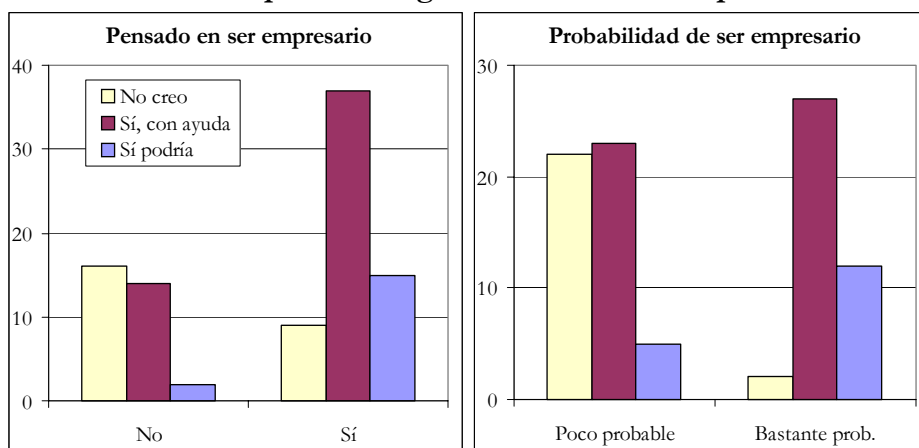 Pensado en ser empresario
40
30
20
10
0
No creo
Sí, con ayuda
Sí podría
No
Sí
Probabilidad de ser empresario
30
20
10
0
Poco probable
Bastante prob.